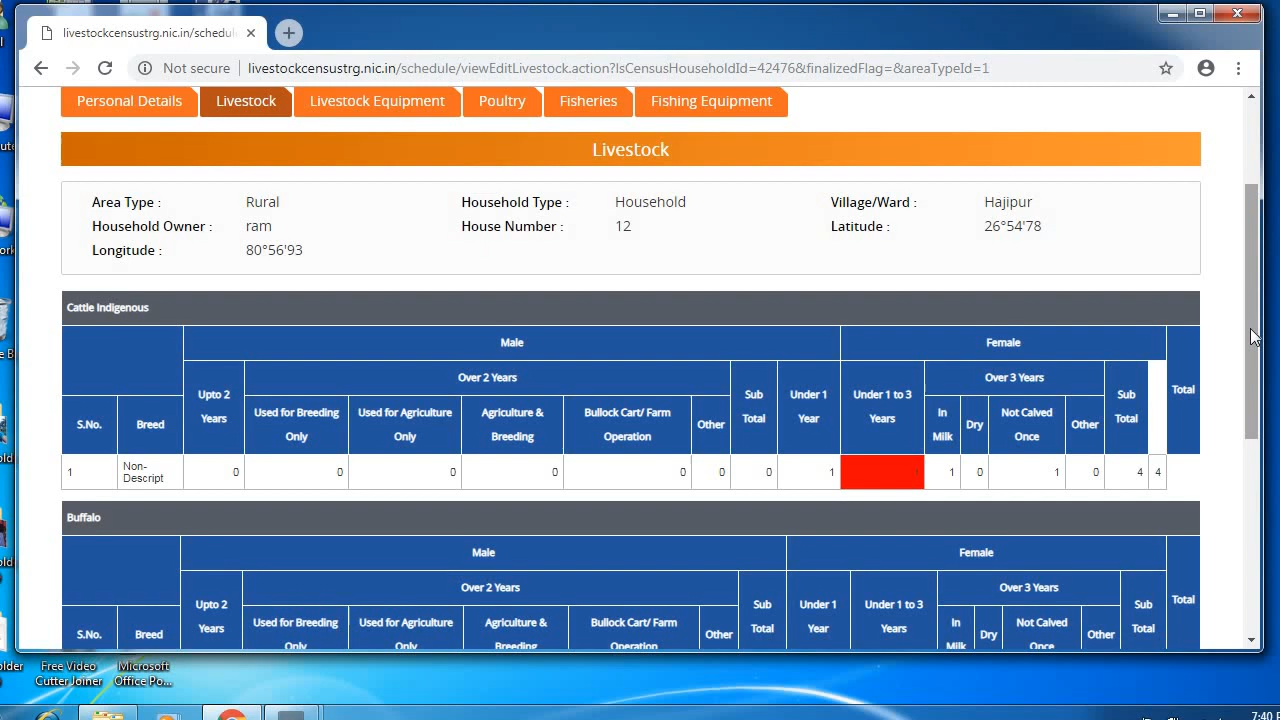 livestockcensustrg.nic.in/schedul
Not secure livestockcensustrg.nic.in/schedule/viewEditLivestock.action?lsCensusHouseholdId=42476&finalizedFlag=&areaTypeId=1
Personal Details Livestock Livestock Equipment Poultry Fisheries Fishing Equipment
Livestock
Area Type : Rural Household Type : Household Village/Ward : Hajipur
Household Owner : ram House Number : 12 Latitude : 26°54'78
Longitude : 80°56'93
Cattle Indigenous
Male Female
Over 2 Years Over 3 Years
Upto 2 Years Sub Total Under 1 Year Under 1 to 3 Years Sub Total Total
S.No. Breed Used for Breeding Only Used for Agriculture Only Agriculture & Breeding Bullock Cart/ Farm Operation Other In Milk Dry Not Calved Once Other
1 Non-Descript 0 0 0 0 0 0 0 1 1 0 1 0 4 4
Buffalo
Male Female
Over 2 Years Over 3 Years
Upto 2 Years Sub Total Under 1 Year Under 1 to 3 Years Sub Total Total
S.No. Breed Used for Breeding Only Used for Agriculture Only Agriculture & Breeding Bullock Cart/ Farm Operation Other In Milk Dry Not Calved Once Other
Free Video Cutter Joiner
Microsoft Office Po...
7:40